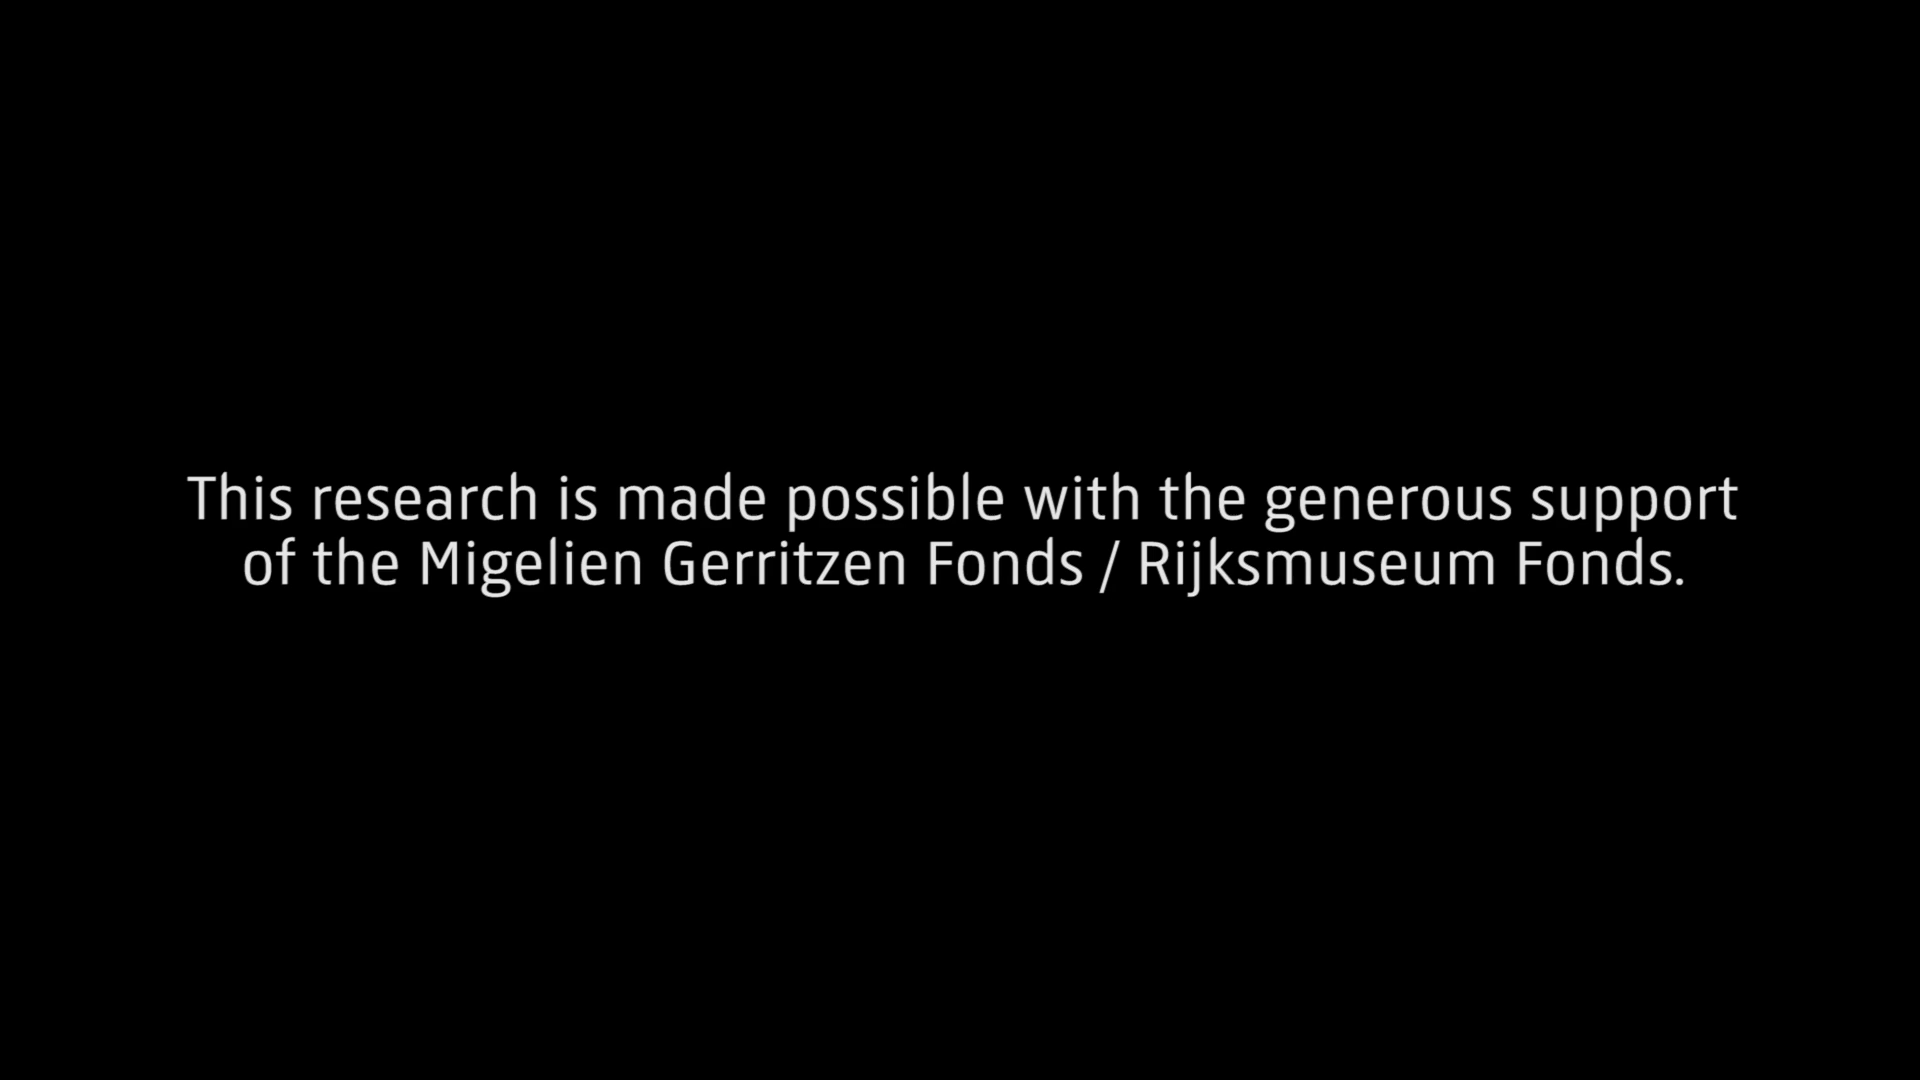 This research is made possible with the generous support
of the Migelien Gerritzen Fonds / Rijksmuseum Fonds.